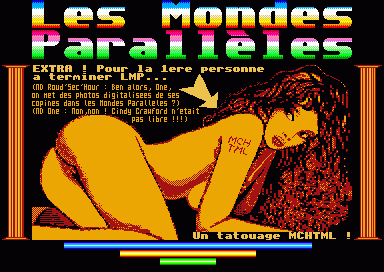 Les Mondes
Parallèles
EXTRA ! Pour la 1ere personne
a terminer LMP...
(ND Roud'Sec'Hour : Ben alors, One,
on met des photos digitalisees de ses
copines dans les Mondes Paralleles ?)
(ND One : Non,non ! Cindy Crawford n'etait
pas libre !!!)
MCH
TML
Un tatouage MCHTML !